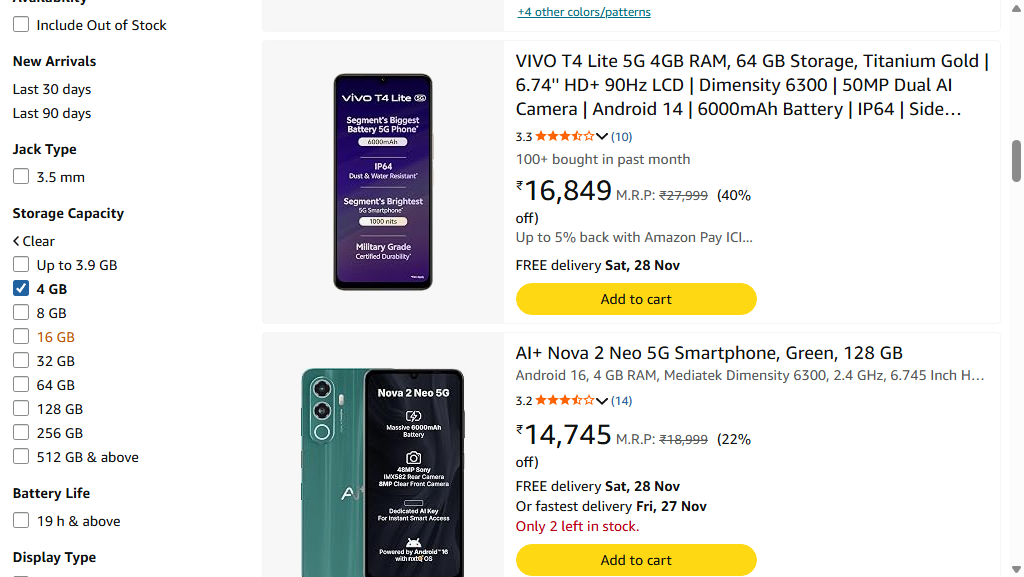 Include Out of Stock
New Arrivals
Last 30 days
Last 90 days
Jack Type
3.5 mm
Storage Capacity
Clear
Up to 3.9 GB
4 GB
8 GB
16 GB
32 GB
64 GB
128 GB
256 GB
512 GB & above
Battery Life
19 h & above
Display Type
+4 other colors/patterns
vivo T4 Lite 5G
Segment's Biggest
Battery 5G Phone*
6000mAh
IP64
Dust & Water Resistant*
Segment's Brightest
5G Smartphone*
1000 nits
Military Grade
Certified Durability*
VIVO T4 Lite 5G 4GB RAM, 64 GB Storage, Titanium Gold |
6.74" HD+ 90Hz LCD | Dimensity 6300 | 50MP Dual AI
Camera | Android 14 | 6000mAh Battery | IP64 | Side…
3.3 (10)
100+ bought in past month
₹16,849 M.R.P: ₹27,999 (40%
off)
Up to 5% back with Amazon Pay ICI…
FREE delivery Sat, 28 Nov
Add to cart
Nova 2 Neo 5G
Massive 6000mAh
Battery
48MP Sony
IMX582 Rear Camera
8MP Clear Front Camera
Dedicated AI Key
For Instant Smart Access
Powered by Android™ 16
with nxtQ OS
AI+ Nova 2 Neo 5G Smartphone, Green, 128 GB
Android 16, 4 GB RAM, Mediatek Dimensity 6300, 2.4 GHz, 6.745 Inch H…
3.2 (14)
₹14,745 M.R.P: ₹18,999 (22%
off)
FREE delivery Sat, 28 Nov
Or fastest delivery Fri, 27 Nov
Only 2 left in stock.
Add to cart